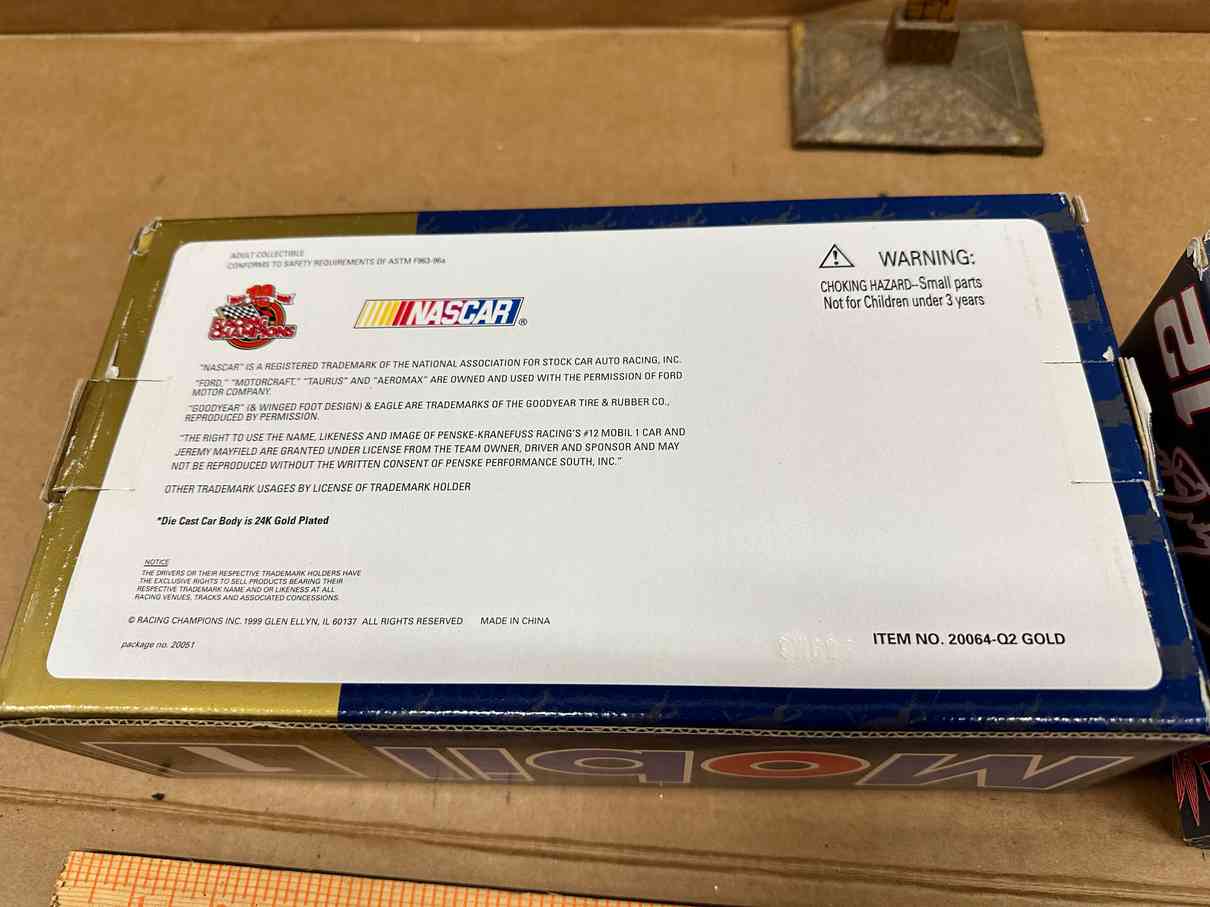 ADULT COLLECTIBLE
CONFORMS TO SAFETY REQUIREMENTS OF ASTM F963-96a
WARNING:
CHOKING HAZARD--Small parts
Not for Children under 3 years
RACING CHAMPIONS
NASCAR®
"NASCAR" IS A REGISTERED TRADEMARK OF THE NATIONAL ASSOCIATION FOR STOCK CAR AUTO RACING, INC.
"FORD," "MOTORCRAFT," "TAURUS" AND "AEROMAX" ARE OWNED AND USED WITH THE PERMISSION OF FORD
MOTOR COMPANY.
"GOODYEAR" (& WINGED FOOT DESIGN) & EAGLE ARE TRADEMARKS OF THE GOODYEAR TIRE & RUBBER CO.,
REPRODUCED BY PERMISSION.
"THE RIGHT TO USE THE NAME, LIKENESS AND IMAGE OF PENSKE-KRANEFUSS RACING'S #12 MOBIL 1 CAR AND
JEREMY MAYFIELD ARE GRANTED UNDER LICENSE FROM THE TEAM OWNER, DRIVER AND SPONSOR AND MAY
NOT BE REPRODUCED WITHOUT THE WRITTEN CONSENT OF PENSKE PERFORMANCE SOUTH, INC."
OTHER TRADEMARK USAGES BY LICENSE OF TRADEMARK HOLDER
*Die Cast Car Body is 24K Gold Plated
NOTICE
THE DRIVERS OR THEIR RESPECTIVE TRADEMARK HOLDERS HAVE
THE EXCLUSIVE RIGHTS TO SELL PRODUCTS BEARING THEIR
RESPECTIVE TRADEMARK NAME AND OR LIKENESS AT ALL
RACING VENUES, TRACKS AND ASSOCIATED CONCESSIONS.
© RACING CHAMPIONS INC. 1999 GLEN ELLYN, IL 60137 ALL RIGHTS RESERVED MADE IN CHINA
package no. 20051
ITEM NO. 20064-Q2 GOLD
Mobil 1
12